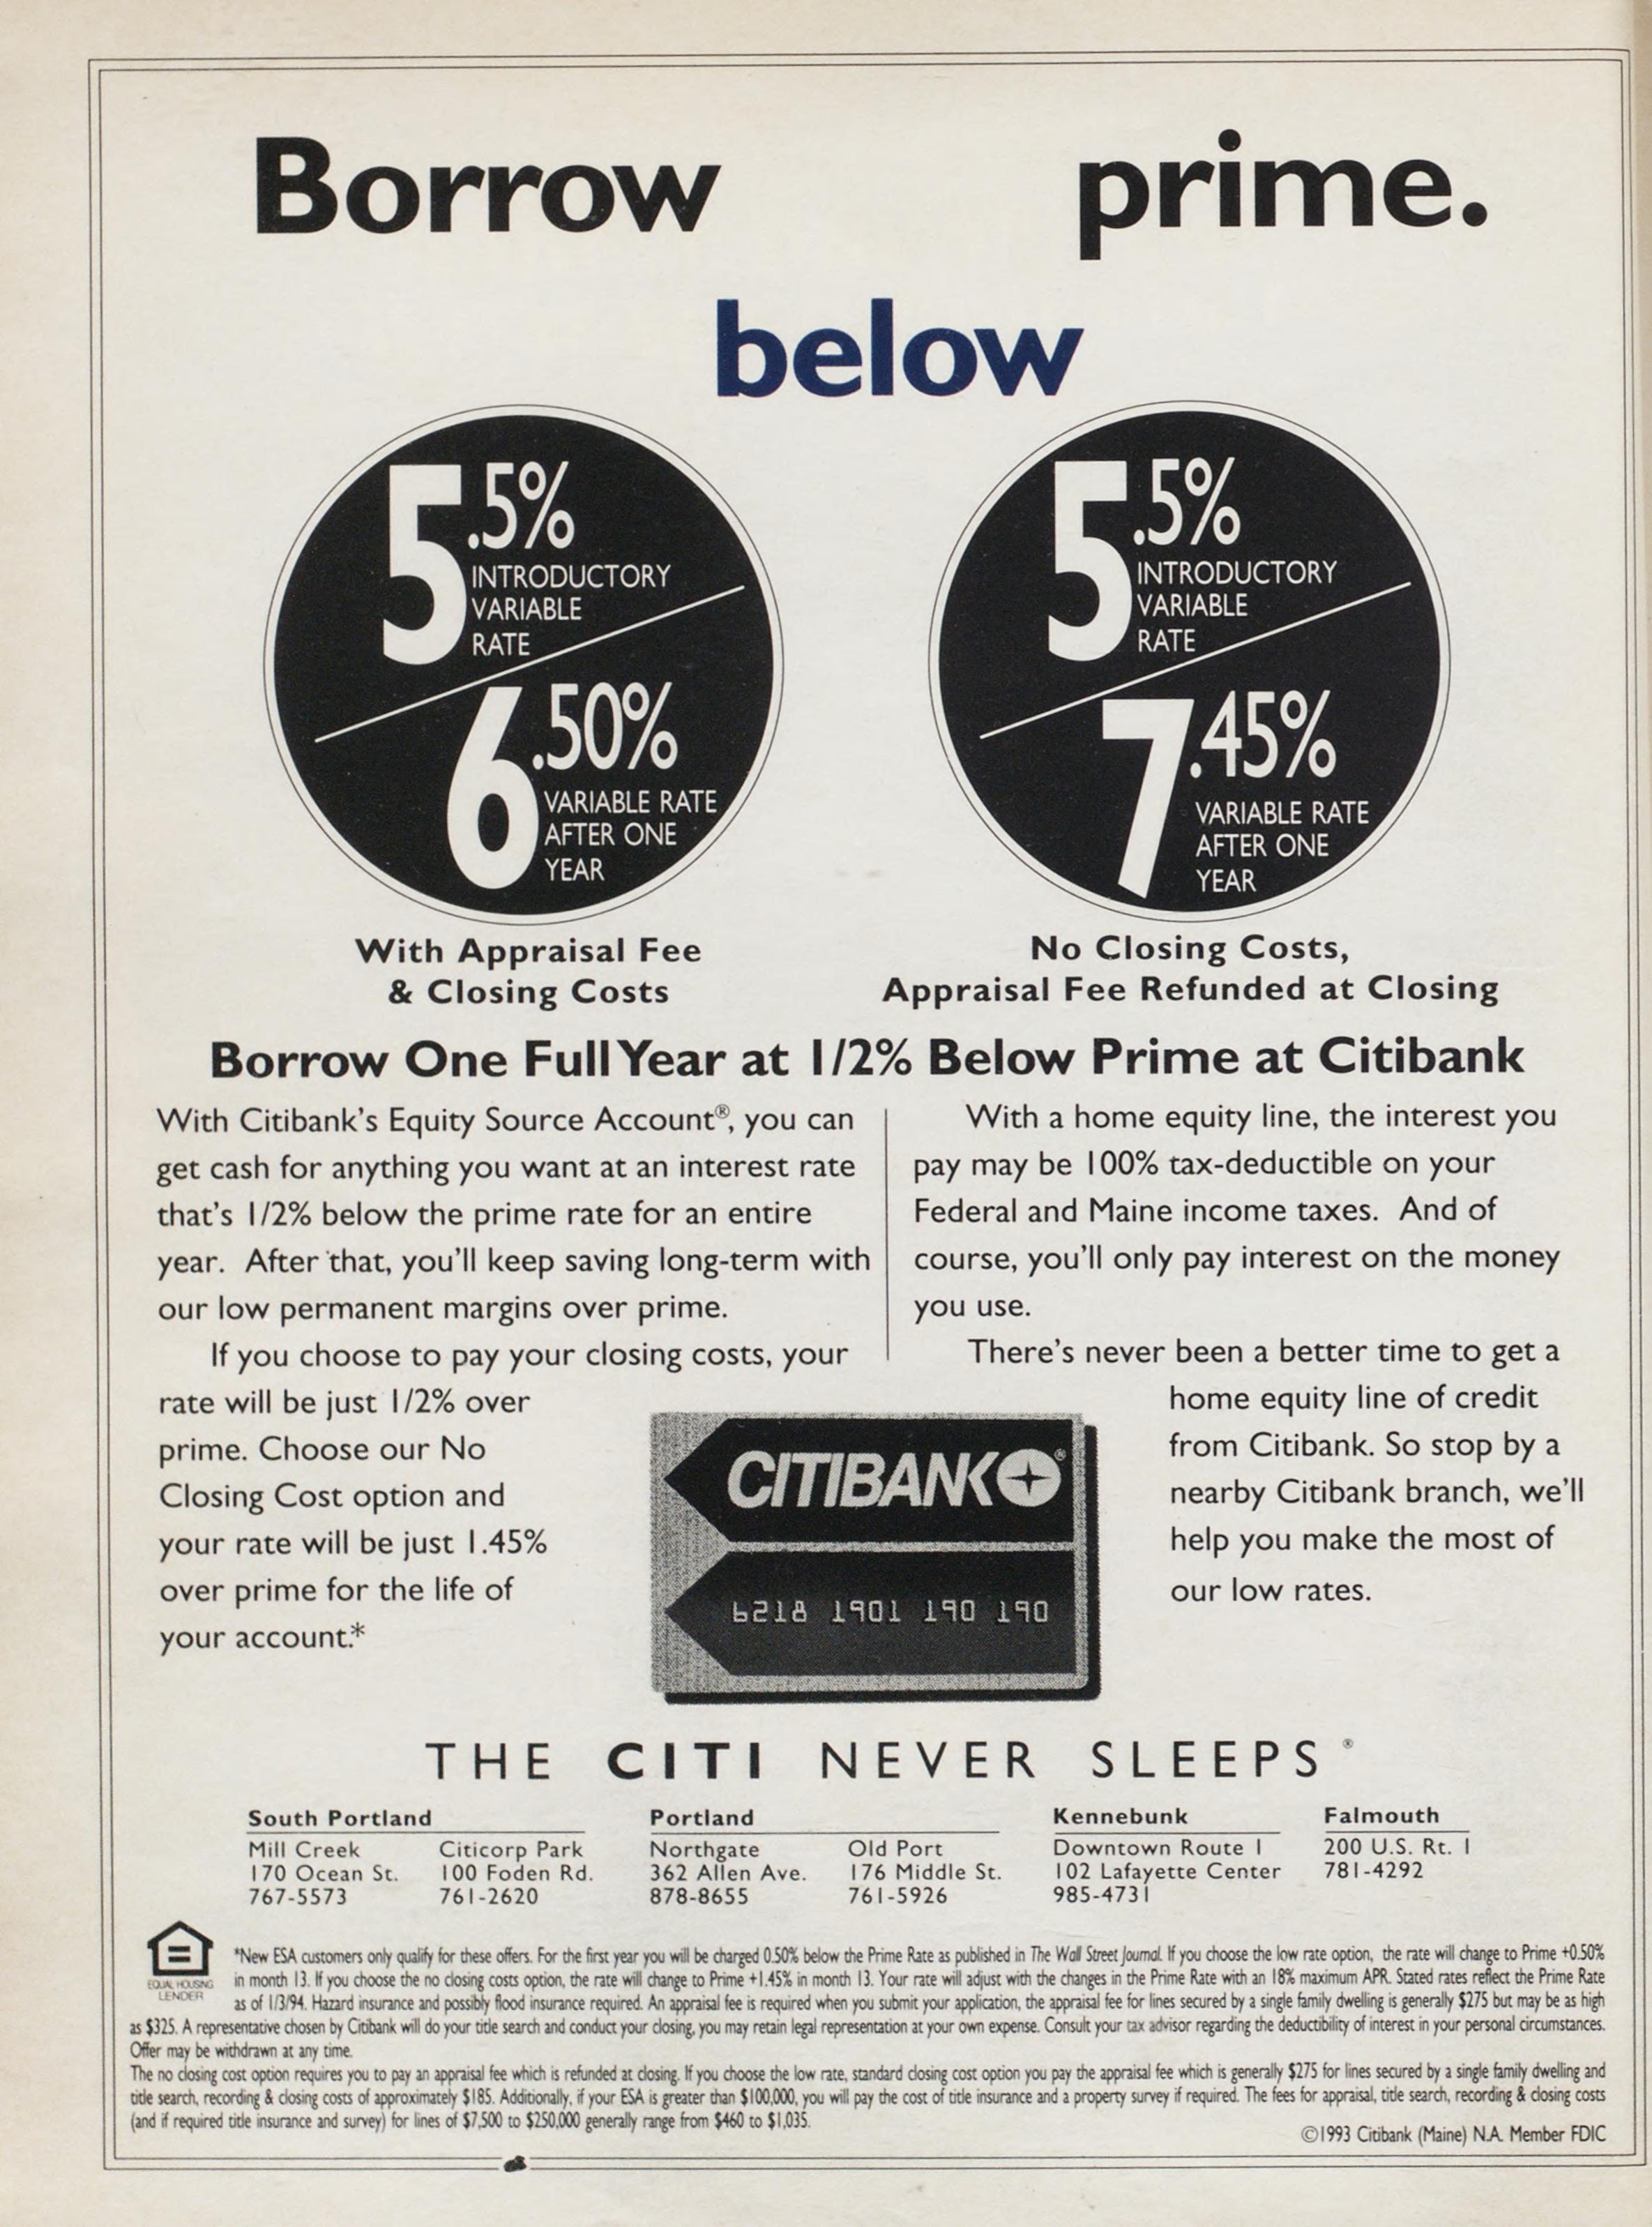 Borrow prime.
below
5.5%
INTRODUCTORY
VARIABLE
RATE
6.50%
VARIABLE RATE
AFTER ONE
YEAR
With Appraisal Fee
& Closing Costs
5.5%
INTRODUCTORY
VARIABLE
RATE
7.45%
VARIABLE RATE
AFTER ONE
YEAR
No Closing Costs,
Appraisal Fee Refunded at Closing
Borrow One Full Year at 1/2% Below Prime at Citibank
With Citibank's Equity Source Account®, you can
get cash for anything you want at an interest rate
that's 1/2% below the prime rate for an entire
year. After that, you'll keep saving long-term with
our low permanent margins over prime.
If you choose to pay your closing costs, your
rate will be just 1/2% over
prime. Choose our No
Closing Cost option and
your rate will be just 1.45%
over prime for the life of
your account.*
With a home equity line, the interest you
pay may be 100% tax-deductible on your
Federal and Maine income taxes. And of
course, you'll only pay interest on the money
you use.
There's never been a better time to get a
home equity line of credit
from Citibank. So stop by a
nearby Citibank branch, we'll
help you make the most of
our low rates.
CITIBANK®
6218 1901 190 190
THE CITI NEVER SLEEPS®
South Portland
Mill Creek
170 Ocean St.
767-5573
Citicorp Park
100 Foden Rd.
761-2620
Portland
Northgate
362 Allen Ave.
878-8655
Old Port
176 Middle St.
761-5926
Kennebunk
Downtown Route 1
102 Lafayette Center
985-4731
Falmouth
200 U.S. Rt. 1
781-4292
EQUAL HOUSING
LENDER
*New ESA customers only qualify for these offers. For the first year you will be charged 0.50% below the Prime Rate as published in The Wall Street Journal. If you choose the low rate option, the rate will change to Prime +0.50%
in month 13. If you choose the no closing costs option, the rate will change to Prime +1.45% in month 13. Your rate will adjust with the changes in the Prime Rate with an 18% maximum APR. Stated rates reflect the Prime Rate
as of 1/3/94. Hazard insurance and possibly flood insurance required. An appraisal fee is required when you submit your application, the appraisal fee for lines secured by a single family dwelling is generally $275 but may be as high
as $325. A representative chosen by Citibank will do your title search and conduct your closing, you may retain legal representation at your own expense. Consult your tax advisor regarding the deductibility of interest in your personal circumstances.
Offer may be withdrawn at any time.
The no closing cost option requires you to pay an appraisal fee which is refunded at closing. If you choose the low rate, standard closing cost option you pay the appraisal fee which is generally $275 for lines secured by a single family dwelling and
title search, recording & closing costs of approximately $185. Additionally, if your ESA is greater than $100,000, you will pay the cost of title insurance and a property survey if required. The fees for appraisal, title search, recording & closing costs
(and if required title insurance and survey) for lines of $7,500 to $250,000 generally range from $460 to $1,035.
©1993 Citibank (Maine) N.A. Member FDIC